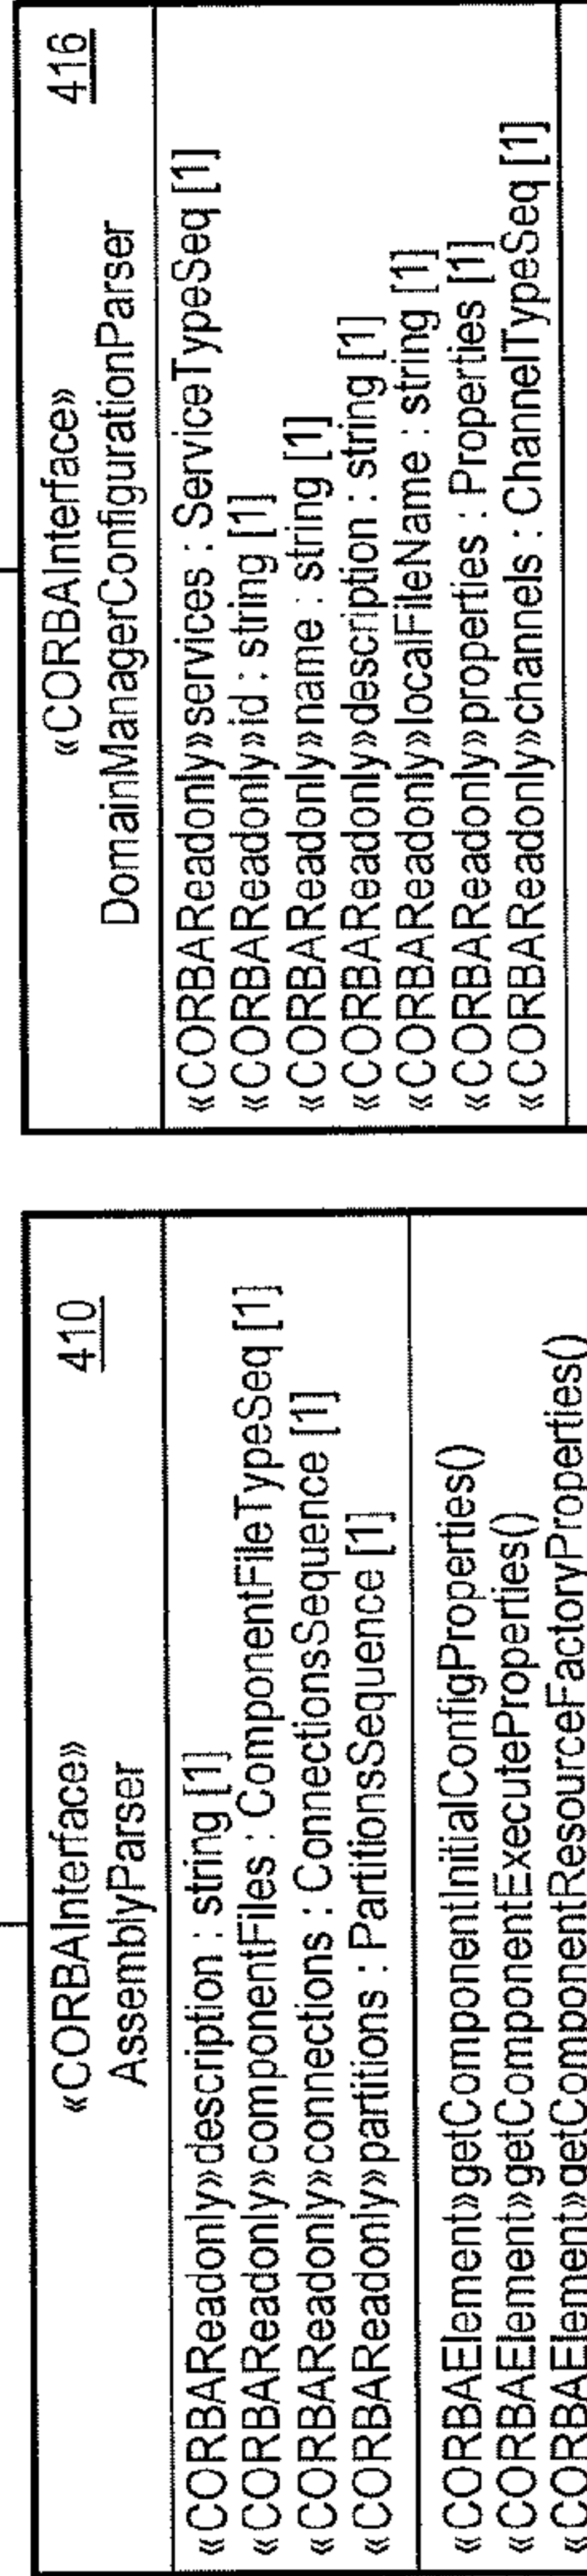 «CORBAInterface» 410
AssemblyParser
«CORBAReadonly»description : string [1]
«CORBAReadonly»componentFiles : ComponentFileTypeSeq [1]
«CORBAReadonly»connections : ConnectionsSequence [1]
«CORBAReadonly»partitions : PartitionsSequence [1]
«CORBAElement»getComponentInitialConfigProperties()
«CORBAElement»getComponentExecuteProperties()
«CORBAElement»getComponentResourceFactoryProperties()
«CORBAInterface» 416
DomainManagerConfigurationParser
«CORBAReadonly»services : ServiceTypeSeq [1]
«CORBAReadonly»id : string [1]
«CORBAReadonly»name : string [1]
«CORBAReadonly»description : string [1]
«CORBAReadonly»localFileName : string [1]
«CORBAReadonly»properties : Properties [1]
«CORBAReadonly»channels : ChannelTypeSeq [1]